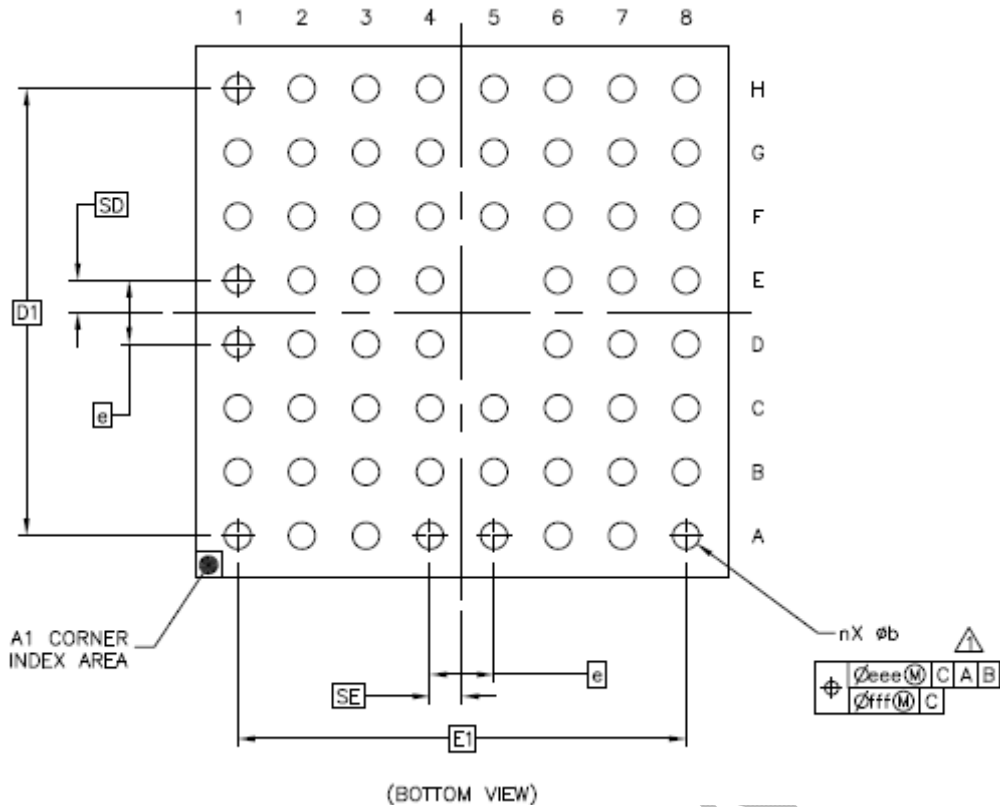 1 2 3 4 5 6 7 8
H
G
SD
F
E
D1
D
e
C
B
A
A1 CORNER
INDEX AREA
nX øb
1
e
Øeee Ⓜ C A B
SE
Øfff Ⓜ C
E1
(BOTTOM VIEW)